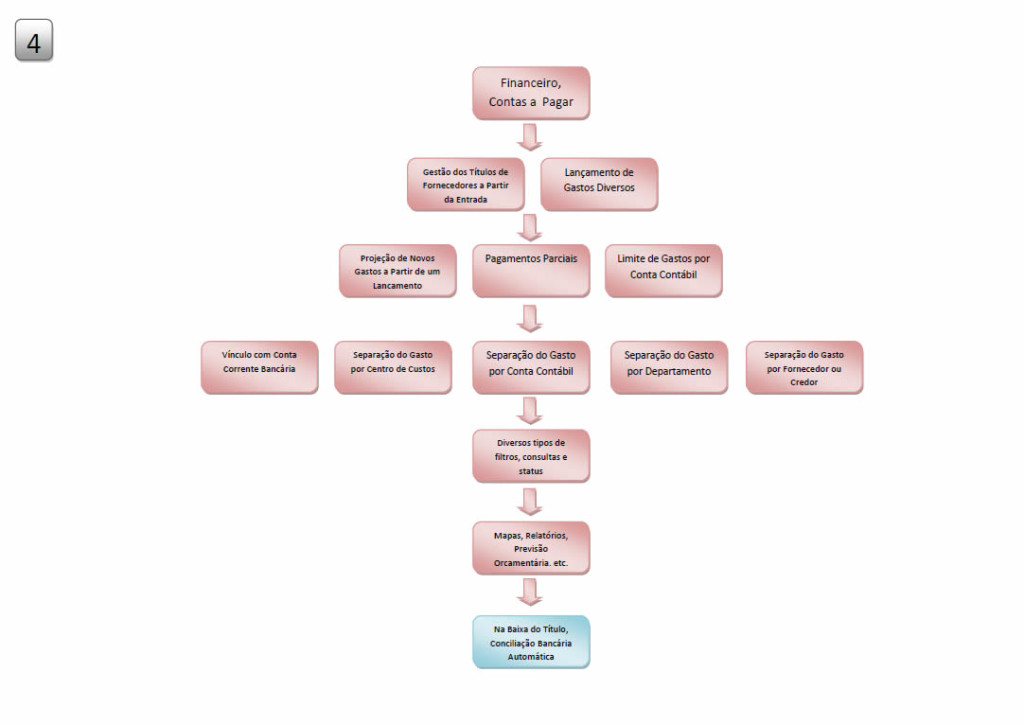 4
Financeiro,
Contas a Pagar
Gestão dos Títulos de
Fornecedores a Partir
da Entrada
Lançamento de
Gastos Diversos
Projeção de Novos
Gastos a Partir de um
Lancamento
Pagamentos Parciais
Limite de Gastos por
Conta Contábil
Vínculo com Conta
Corrente Bancária
Separação do Gasto
por Centro de Custos
Separação do Gasto
por Conta Contábil
Separação do Gasto
por Departamento
Separação do Gasto
por Fornecedor ou
Credor
Diversos tipos de
filtros, consultas e
status
Mapas, Relatórios,
Previsão
Orcamentária. etc.
Na Baixa do Título,
Conciliação Bancária
Automática